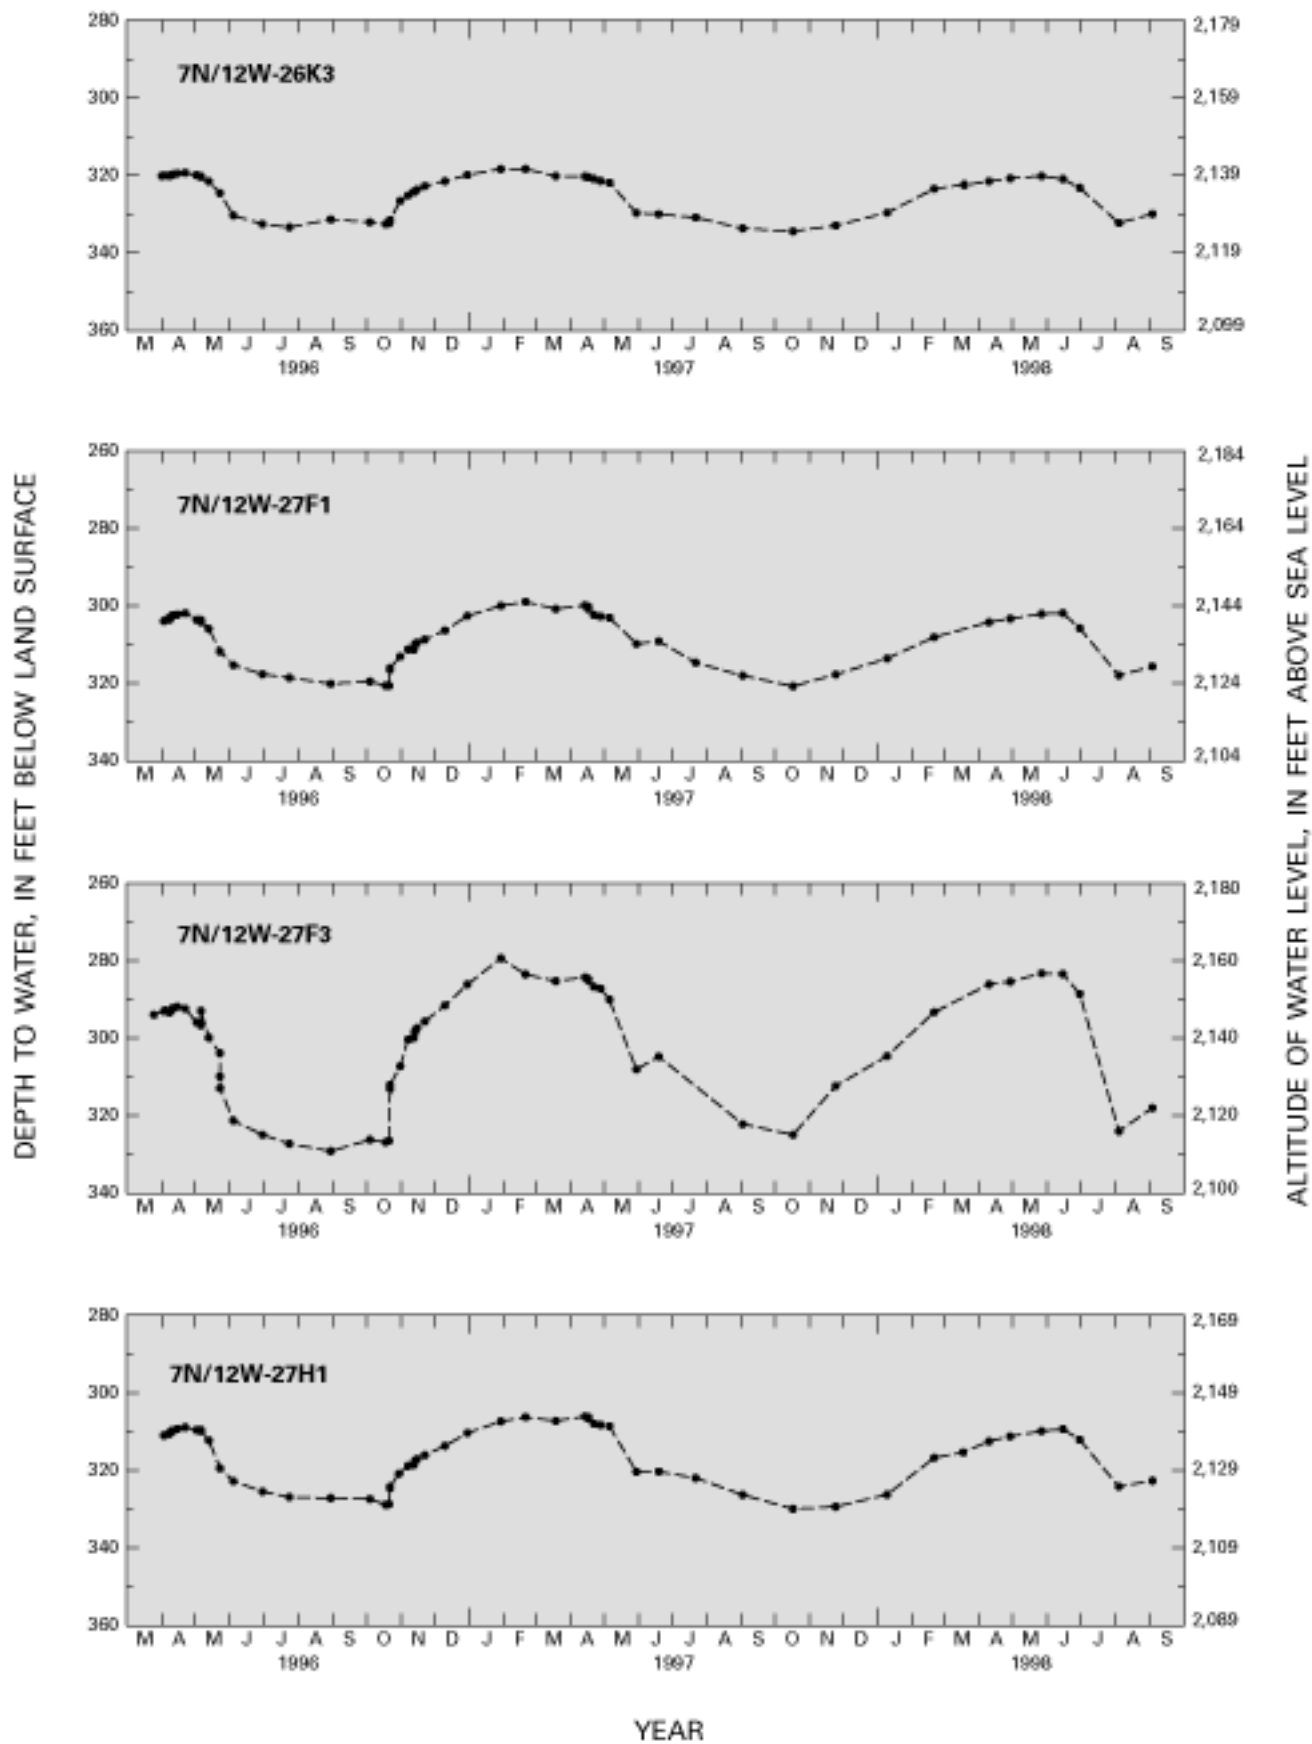 280
2,179
7N/12W-26K3
300
2,159
320
2,139
340
2,119
360
2,099
M A M J J A S O N D J F M A M J J A S O N D J F M A M J J A S
1996 1997 1998
260
2,184
7N/12W-27F1
280
2,164
300
2,144
320
2,124
340
2,104
M A M J J A S O N D J F M A M J J A S O N D J F M A M J J A S
1996 1997 1998
DEPTH TO WATER, IN FEET BELOW LAND SURFACE
ALTITUDE OF WATER LEVEL, IN FEET ABOVE SEA LEVEL
260
2,180
7N/12W-27F3
280
2,160
300
2,140
320
2,120
340
2,100
M A M J J A S O N D J F M A M J J A S O N D J F M A M J J A S
1996 1997 1998
280
2,169
7N/12W-27H1
300
2,149
320
2,129
340
2,109
360
2,089
M A M J J A S O N D J F M A M J J A S O N D J F M A M J J A S
1996 1997 1998
YEAR